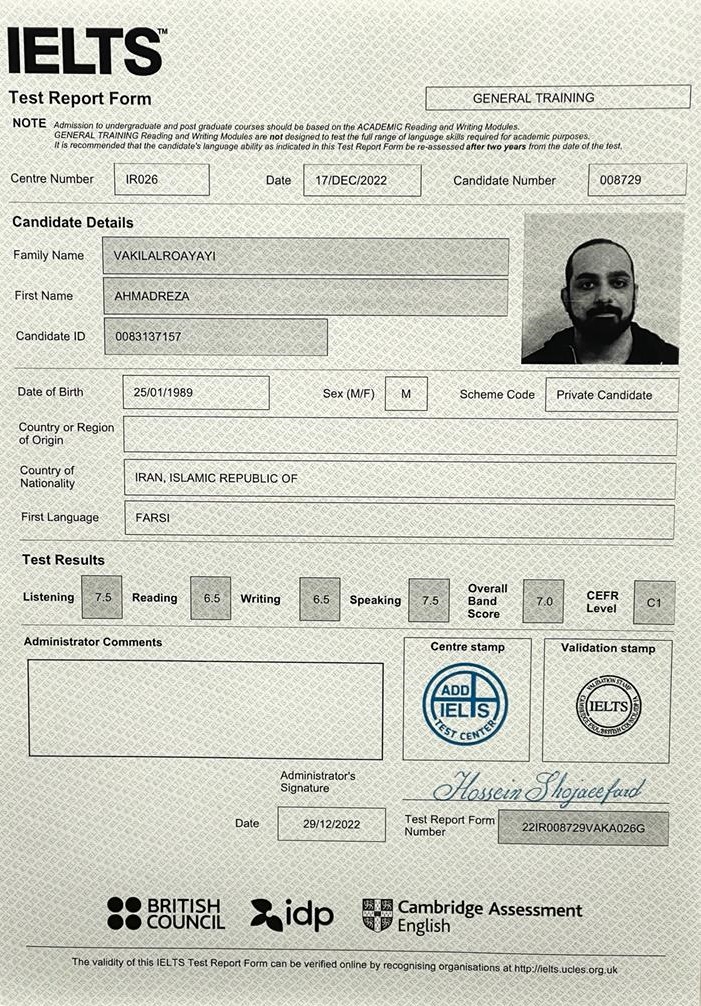 IELTS™
Test Report Form
GENERAL TRAINING
NOTE Admission to undergraduate and post graduate courses should be based on the ACADEMIC Reading and Writing Modules.
GENERAL TRAINING Reading and Writing Modules are not designed to test the full range of language skills required for academic purposes.
It is recommended that the candidate's language ability as indicated in this Test Report Form be re-assessed after two years from the date of the test.
Centre Number IR026 Date 17/DEC/2022 Candidate Number 008729
Candidate Details
Family Name VAKILALROAYAYI
First Name AHMADREZA
Candidate ID 0083137157
Date of Birth 25/01/1989 Sex (M/F) M Scheme Code Private Candidate
Country or Region
of Origin
Country of
Nationality IRAN, ISLAMIC REPUBLIC OF
First Language FARSI
Test Results
Listening 7.5 Reading 6.5 Writing 6.5 Speaking 7.5 Overall Band Score 7.0 CEFR Level C1
Administrator Comments
Centre stamp
Validation stamp
ADD
IELTS
TEST CENTER
VALIDATION STAMP
IELTS
Administrator's
Signature
Hossein Shojaeefard
Date 29/12/2022
Test Report Form
Number 22IR008729VAKA026G
BRITISH
COUNCIL
idp
Cambridge Assessment
English
The validity of this IELTS Test Report Form can be verified online by recognising organisations at http://ielts.ucles.org.uk